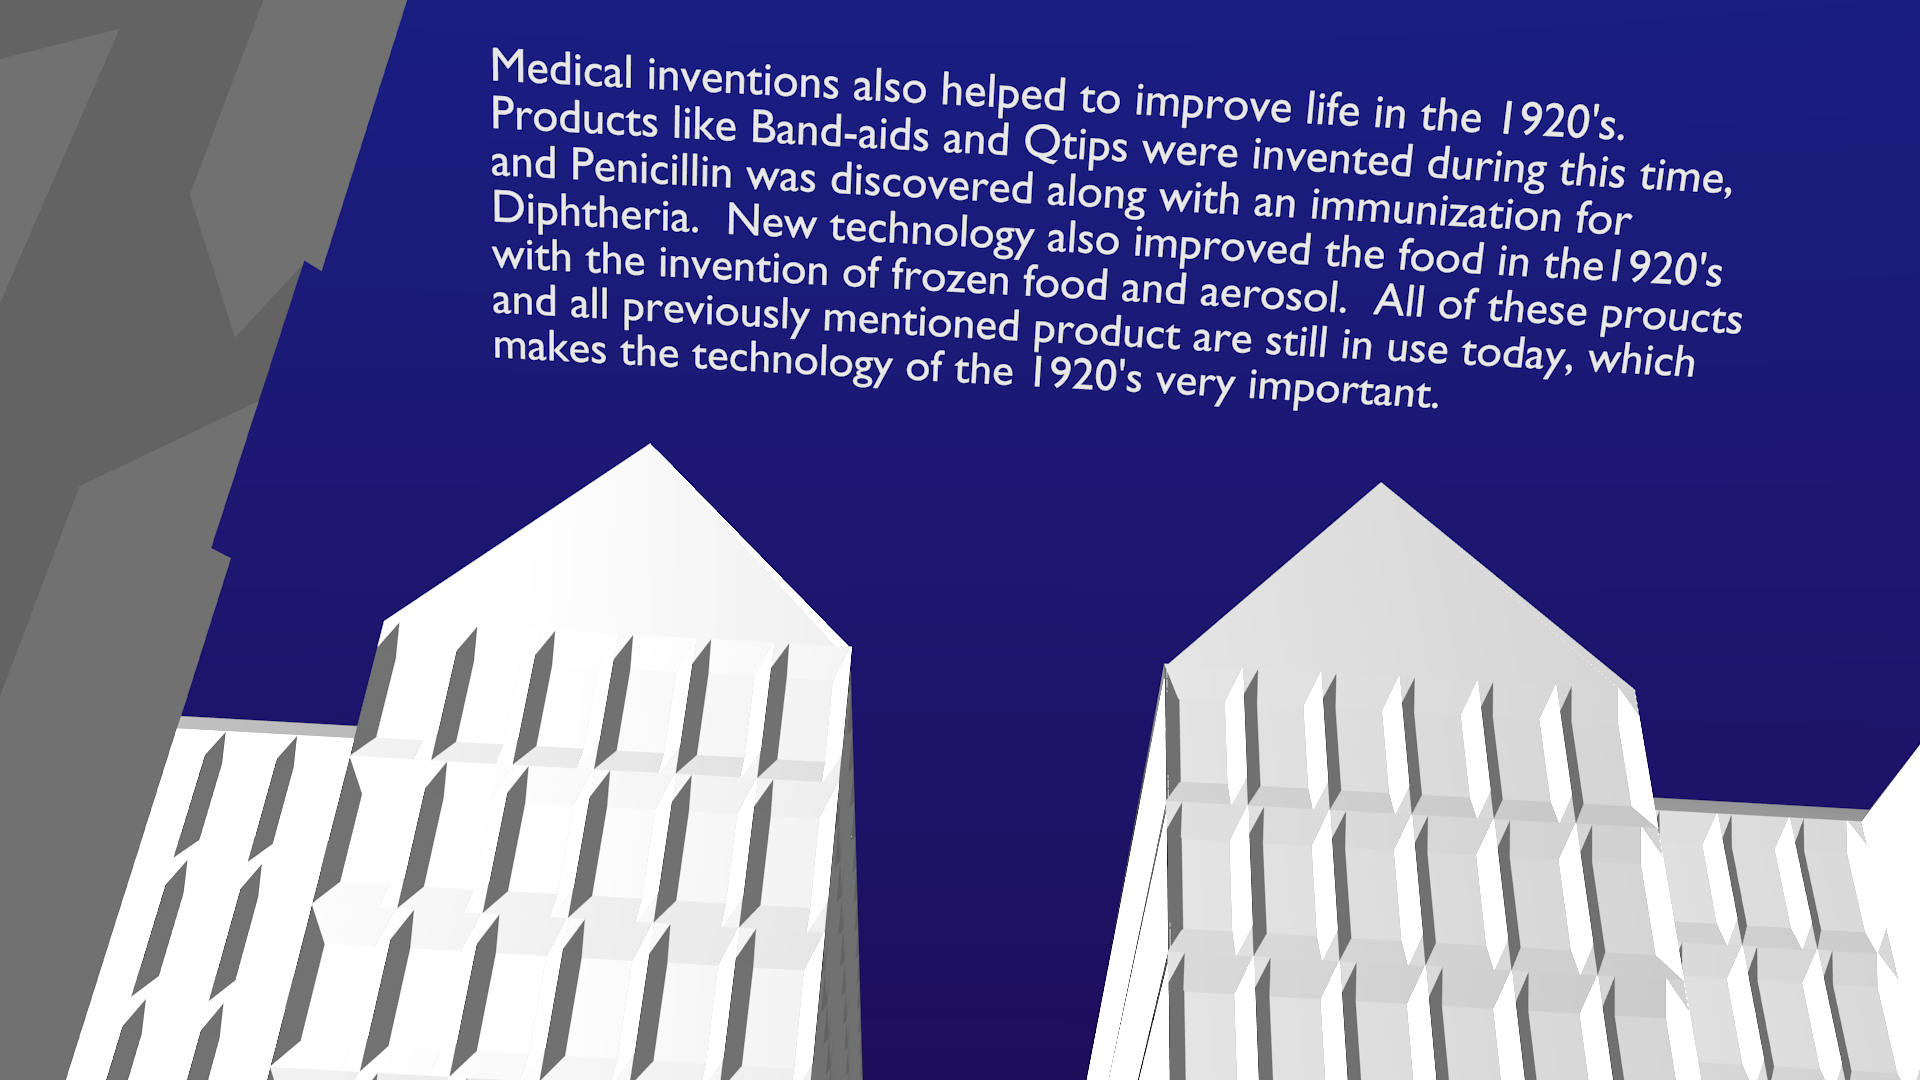 Medical inventions also helped to improve life in the 1920's.
Products like Band-aids and Qtips were invented during this time,
and Penicillin was discovered along with an immunization for
Diphtheria.  New technology also improved the food in the1920's
with the invention of frozen food and aerosol.  All of these proucts
and all previously mentioned product are still in use today, which
makes the technology of the 1920's very important.